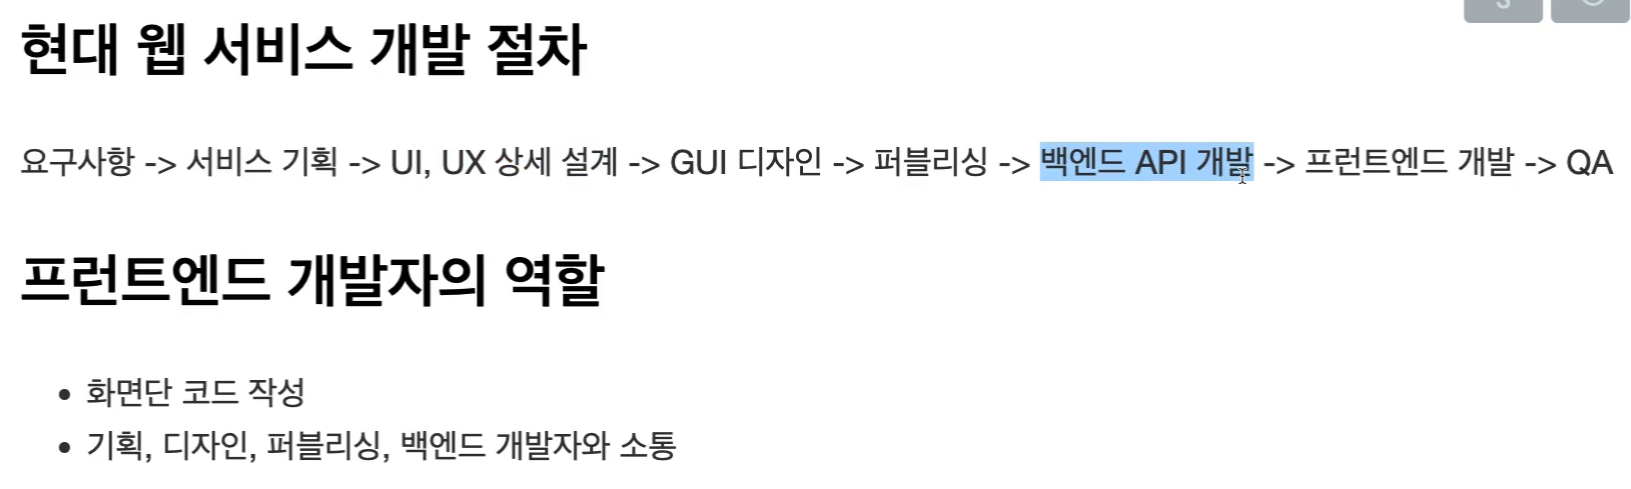 현대 웹 서비스 개발 절차
요구사항 -> 서비스 기획 -> UI, UX 상세 설계 -> GUI 디자인 -> 퍼블리싱 -> 백엔드 API 개발 -> 프런트엔드 개발 -> QA
프런트엔드 개발자의 역할
• 화면단 코드 작성
• 기획, 디자인, 퍼블리싱, 백엔드 개발자와 소통